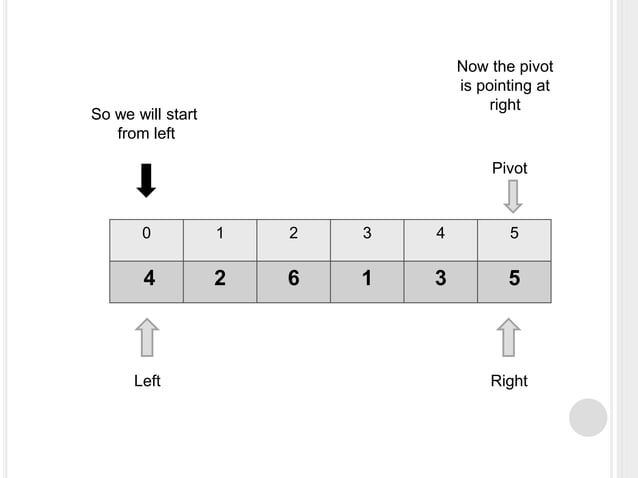 Now the pivot
is pointing at
right
So we will start
from left
Pivot
0 1 2 3 4 5
4 2 6 1 3 5
Left Right